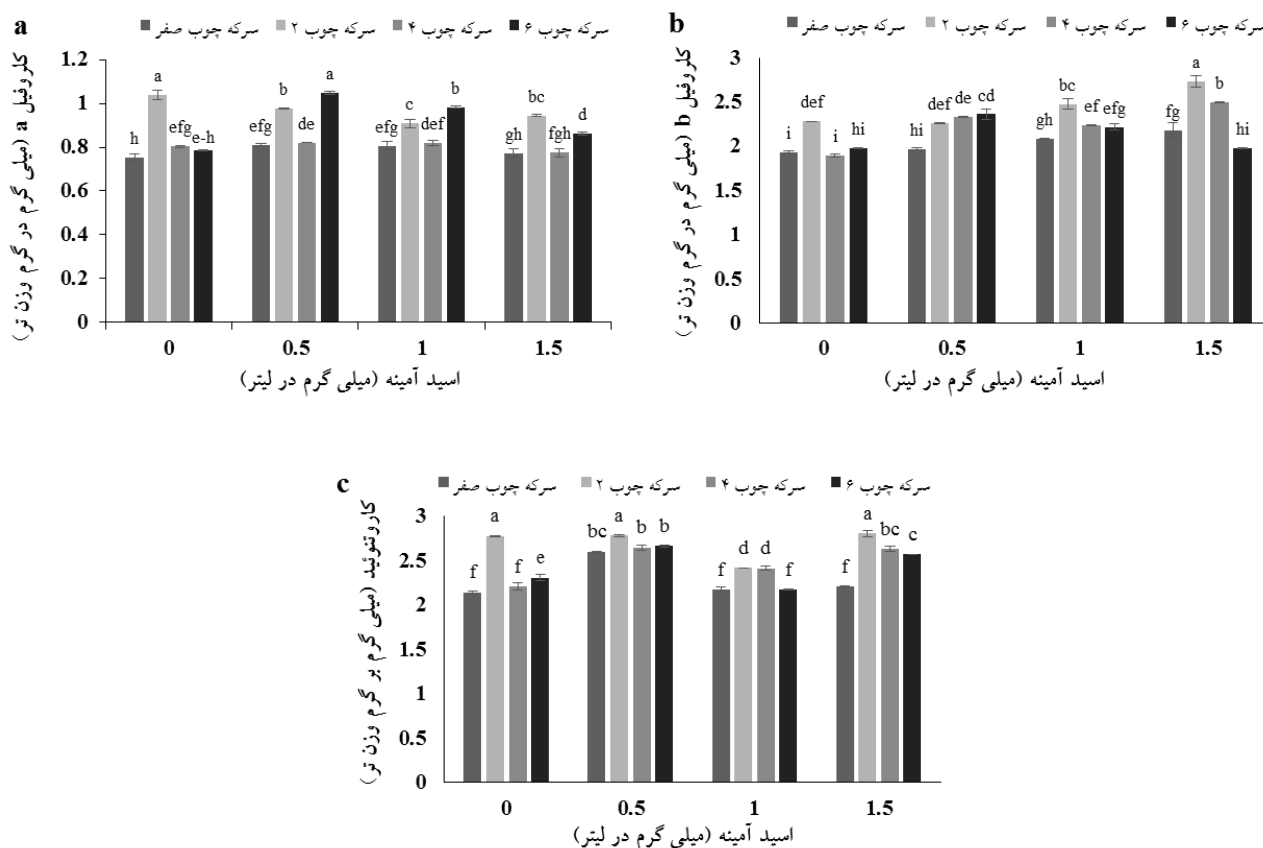 a
سرکه چوب صفر سرکه چوب ۲ سرکه چوب ۴ سرکه چوب ۶
کلروفیل a (میلی گرم در گرم وزن تر)
1.2
1
0.8
0.6
0.4
0.2
0
h a efg e-h
efg b de a
efg c def b
gh bc fgh d
0 0.5 1 1.5
اسید آمینه (میلی گرم در لیتر)
b
سرکه چوب صفر سرکه چوب ۲ سرکه چوب ۴ سرکه چوب ۶
کلروفیل b (میلی گرم در گرم وزن تر)
3
2.5
2
1.5
1
0.5
0
i def i hi
hi def de cd
gh bc ef efg
fg a b hi
0 0.5 1 1.5
اسید آمینه (میلی گرم در لیتر)
c
سرکه چوب صفر سرکه چوب ۲ سرکه چوب ۴ سرکه چوب ۶
کاروتنوئید (میلی گرم بر گرم وزن تر)
3
2.5
2
1.5
1
0.5
0
f a f e
bc a b b
f d d f
f a bc c
0 0.5 1 1.5
اسید آمینه (میلی گرم در لیتر)